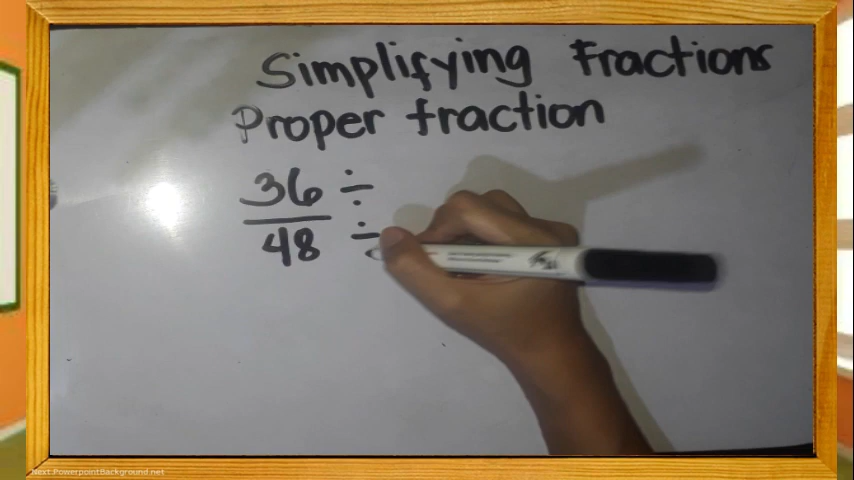 Simplifying Fractions
Proper fraction
36 ÷
48 ÷
Next.PowerpointBackground.net